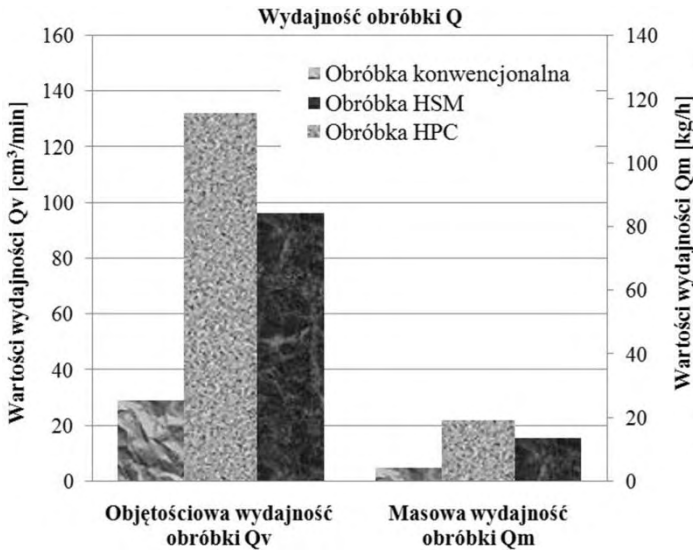 Wydajność obróbki Q
Wartości wydajności Qv [cm³/min]
160
140
120
100
80
60
40
20
0
Obróbka konwencjonalna
Obróbka HSM
Obróbka HPC
140
120
100
80
60
40
20
0
Wartości wydajności Qm [kg/h]
Objętościowa wydajność
obróbki Qv
Masowa wydajność
obróbki Qm